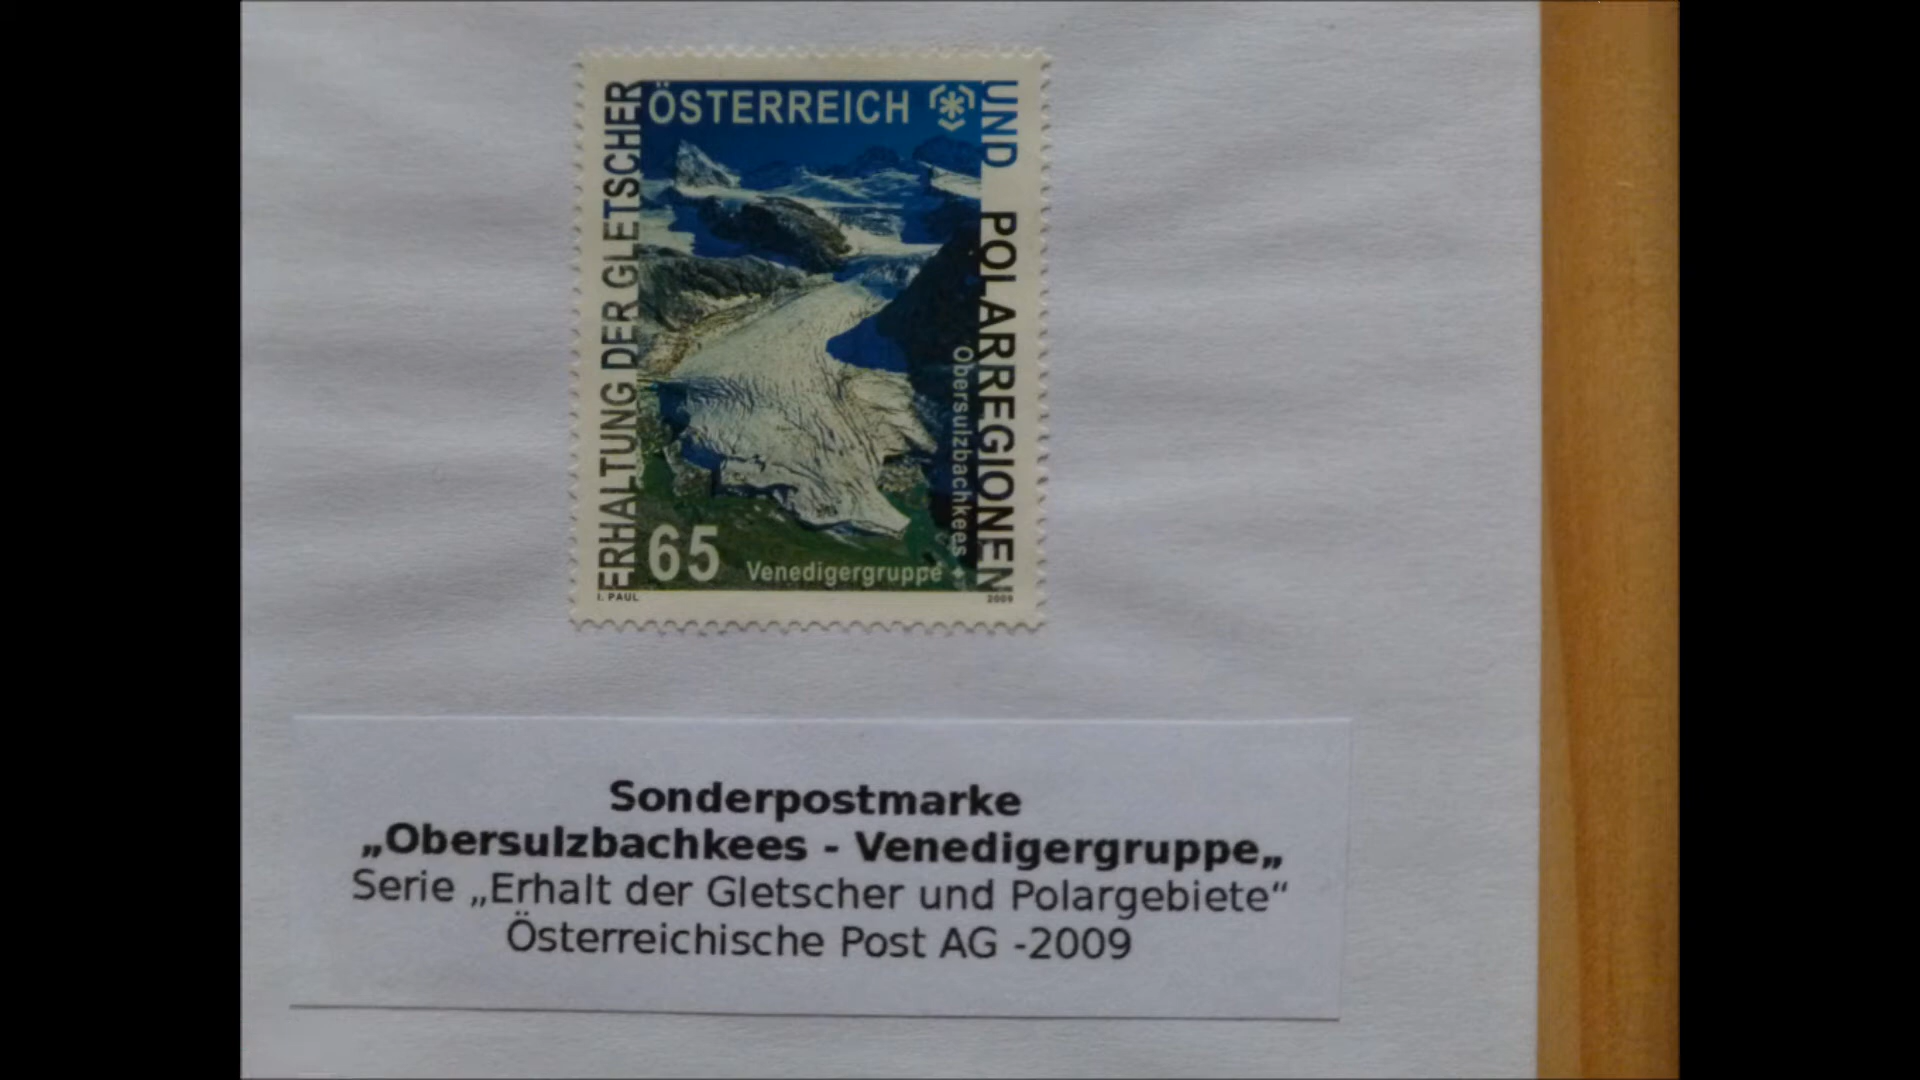 ERHALTUNG DER GLETSCHER
ÖSTERREICH
UND POLARREGIONEN
Obersulzbachkees
65
Venedigergruppe
I. PAUL
2009
Sonderpostmarke
„Obersulzbachkees - Venedigergruppe„
Serie „Erhalt der Gletscher und Polargebiete“
Österreichische Post AG -2009